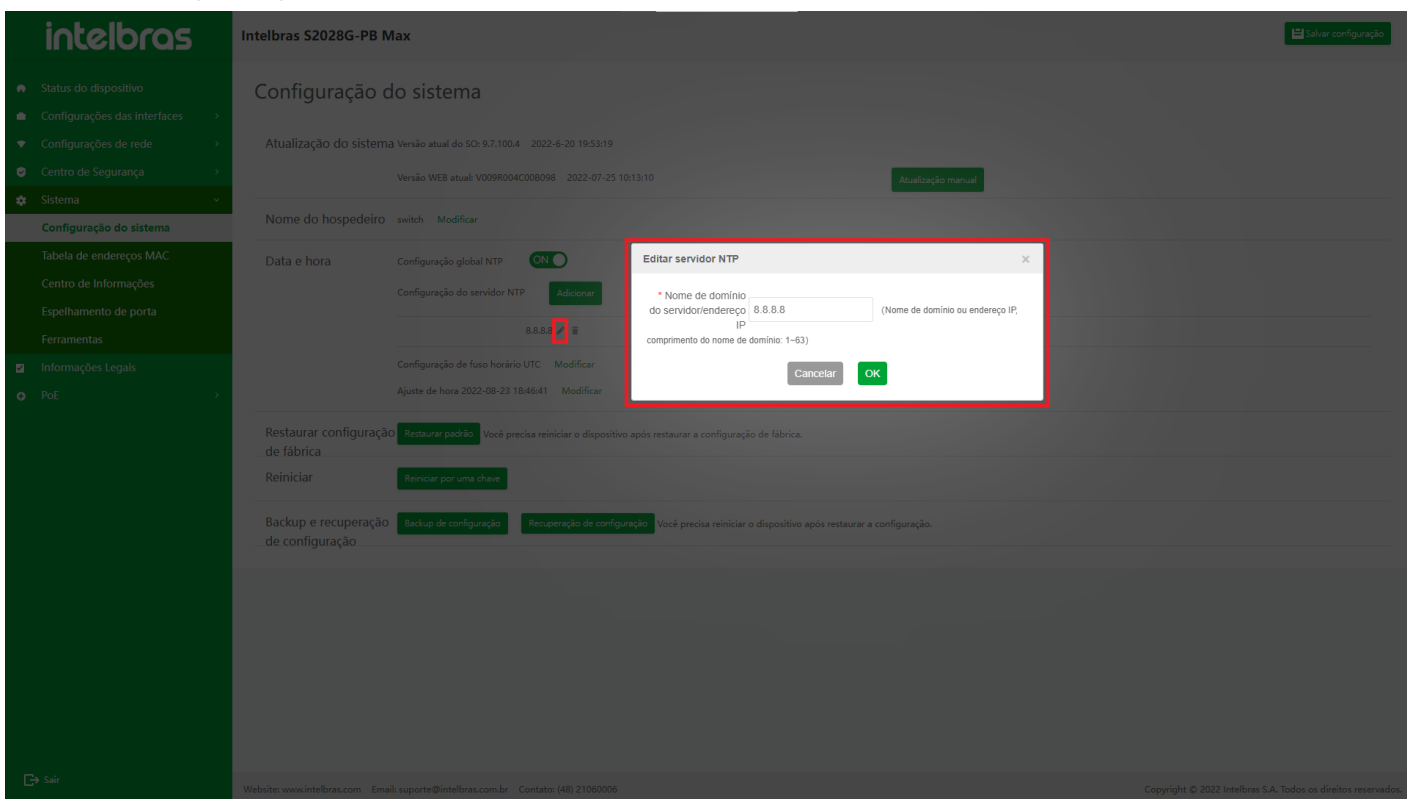 intelbras
Intelbras S2028G-PB Max
Salvar configuração
Status do dispositivo
Configurações das interfaces
Configurações de rede
Centro de Segurança
Sistema
Configuração do sistema
Tabela de endereços MAC
Centro de Informações
Espelhamento de porta
Ferramentas
Informações Legais
PoE
Sair
Configuração do sistema
Atualização do sistema Versão atual do SO: 9.7.100.4 2022-6-20 19:53:19
Versão WEB atual: V009R004C008098 2022-07-25 10:13:10
Atualização manual
Nome do hospedeiro switch Modificar
Data e hora Configuração global NTP ON
Configuração do servidor NTP Adicionar
8.8.8.8
Configuração de fuso horário UTC Modificar
Ajuste de hora 2022-08-23 18:46:41 Modificar
Editar servidor NTP ×
* Nome de domínio
do servidor/endereço 8.8.8.8 (Nome de domínio ou endereço IP,
IP
comprimento do nome de domínio: 1~63)
Cancelar OK
Restaurar configuração Restaurar padrão Você precisa reiniciar o dispositivo após restaurar a configuração de fábrica.
de fábrica
Reiniciar Reiniciar por uma chave
Backup e recuperação Backup de configuração Recuperação de configuração Você precisa reiniciar o dispositivo após restaurar a configuração.
de configuração
Website: www.intelbras.com Email: suporte@intelbras.com.br Contato: (48) 21060006
Copyright © 2022 Intelbras S.A. Todos os direitos reservados.